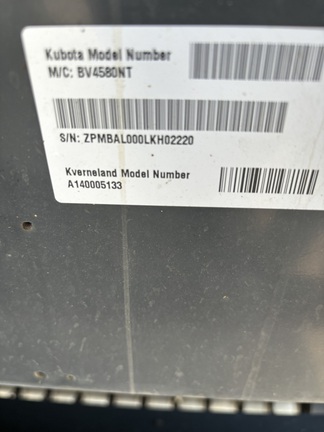 Kubota Model Number
M/C: BV4580NT
S/N: ZPMBAL000LKH02220
Kverneland Model Number
A140005133